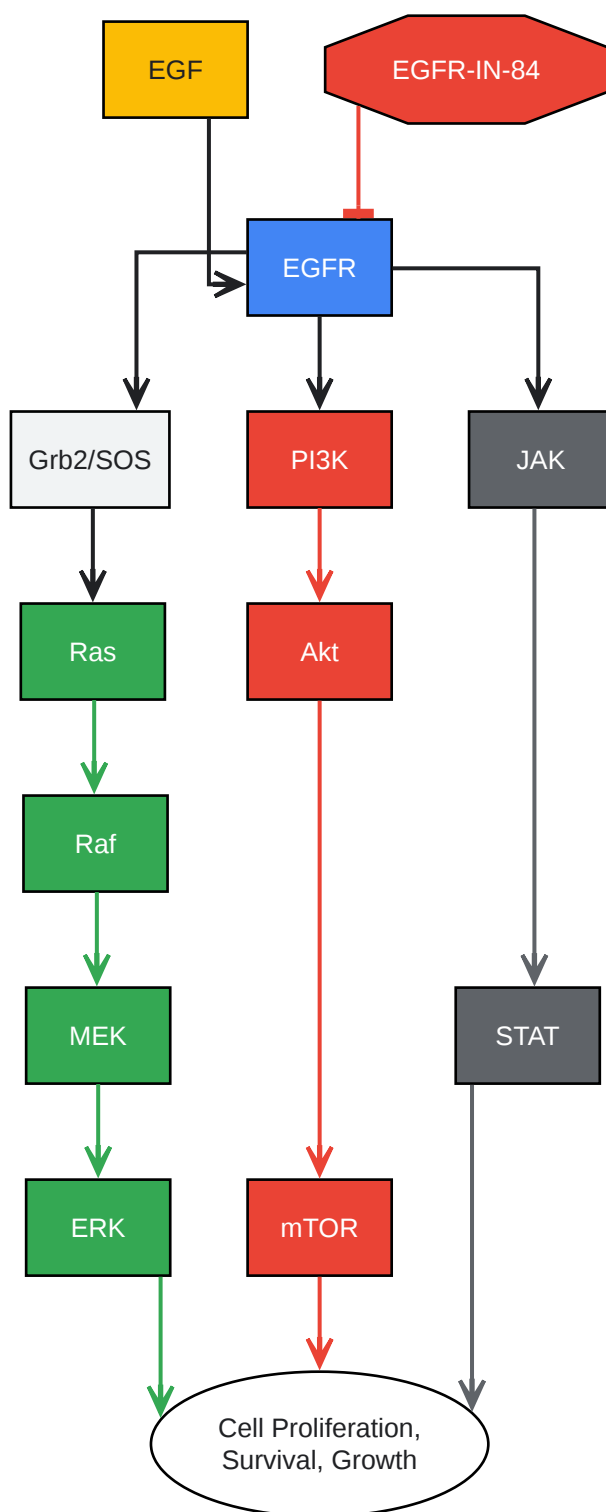 EGF
EGFR-IN-84
EGFR
Grb2/SOS
PI3K
JAK
Ras
Akt
Raf
MEK
STAT
ERK
mTOR
Cell Proliferation,
Survival, Growth